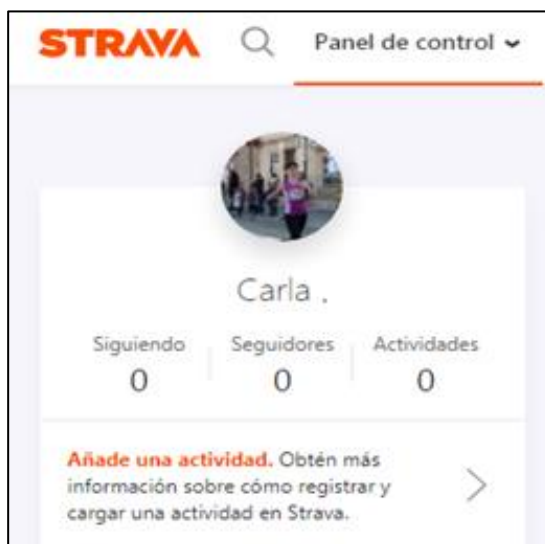 STRAVA Panel de control
Carla .
Siguiendo Seguidores Actividades
0 0 0
Añade una actividad. Obtén más
información sobre cómo registrar y
cargar una actividad en Strava.